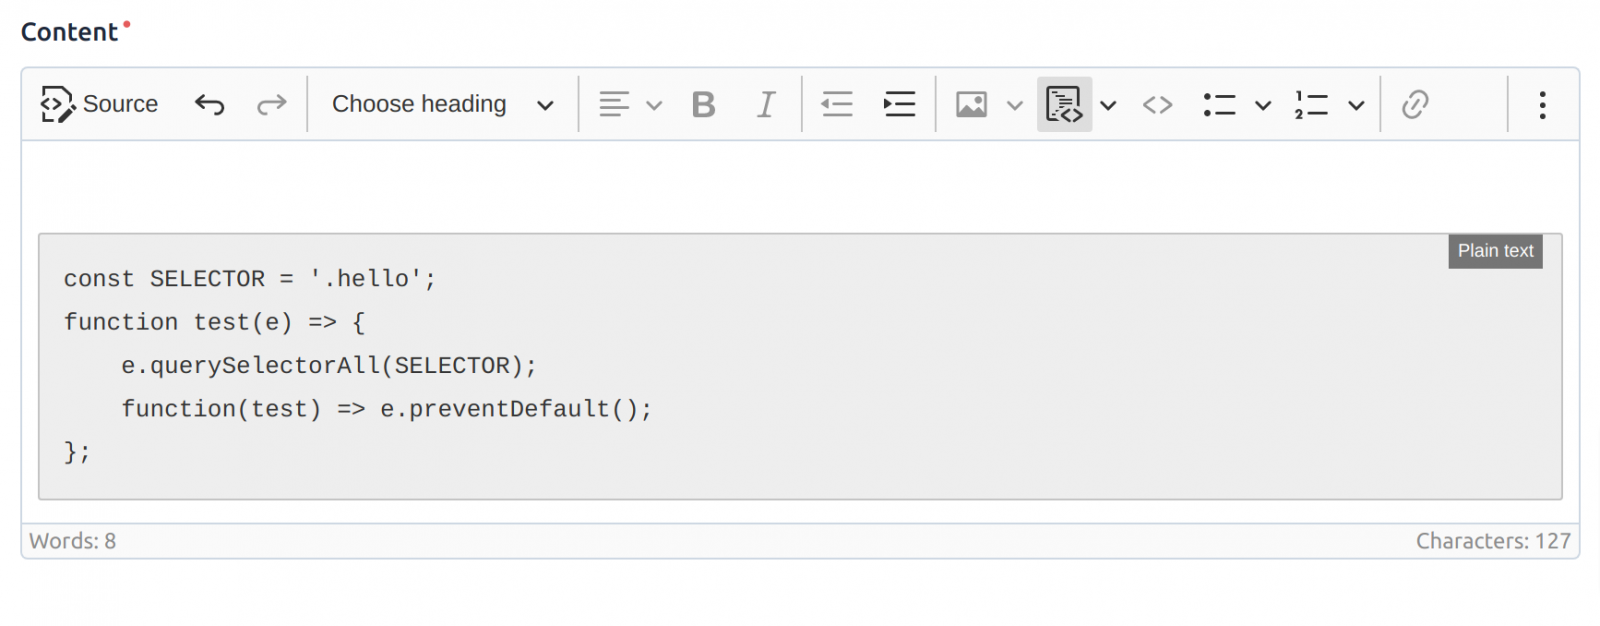 Content
Source Choose heading
Plain text
const SELECTOR = '.hello';
function test(e) => {
    e.querySelectorAll(SELECTOR);
    function(test) => e.preventDefault();
};
Words: 8 Characters: 127